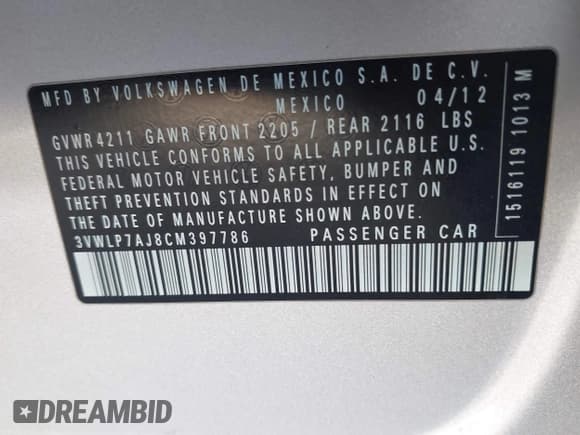 MFD BY VOLKSWAGEN DE MEXICO S.A. DE C.V.
MEXICO 04/12
GVWR 4211 GAWR FRONT 2205 / REAR 2116 LBS
THIS VEHICLE CONFORMS TO ALL APPLICABLE U.S.
FEDERAL MOTOR VEHICLE SAFETY, BUMPER AND
THEFT PREVENTION STANDARDS IN EFFECT ON
THE DATE OF MANUFACTURE SHOWN ABOVE.
3VWLP7AJ8CM397786 PASSENGER CAR
1516119 1013 M
DREAMBID